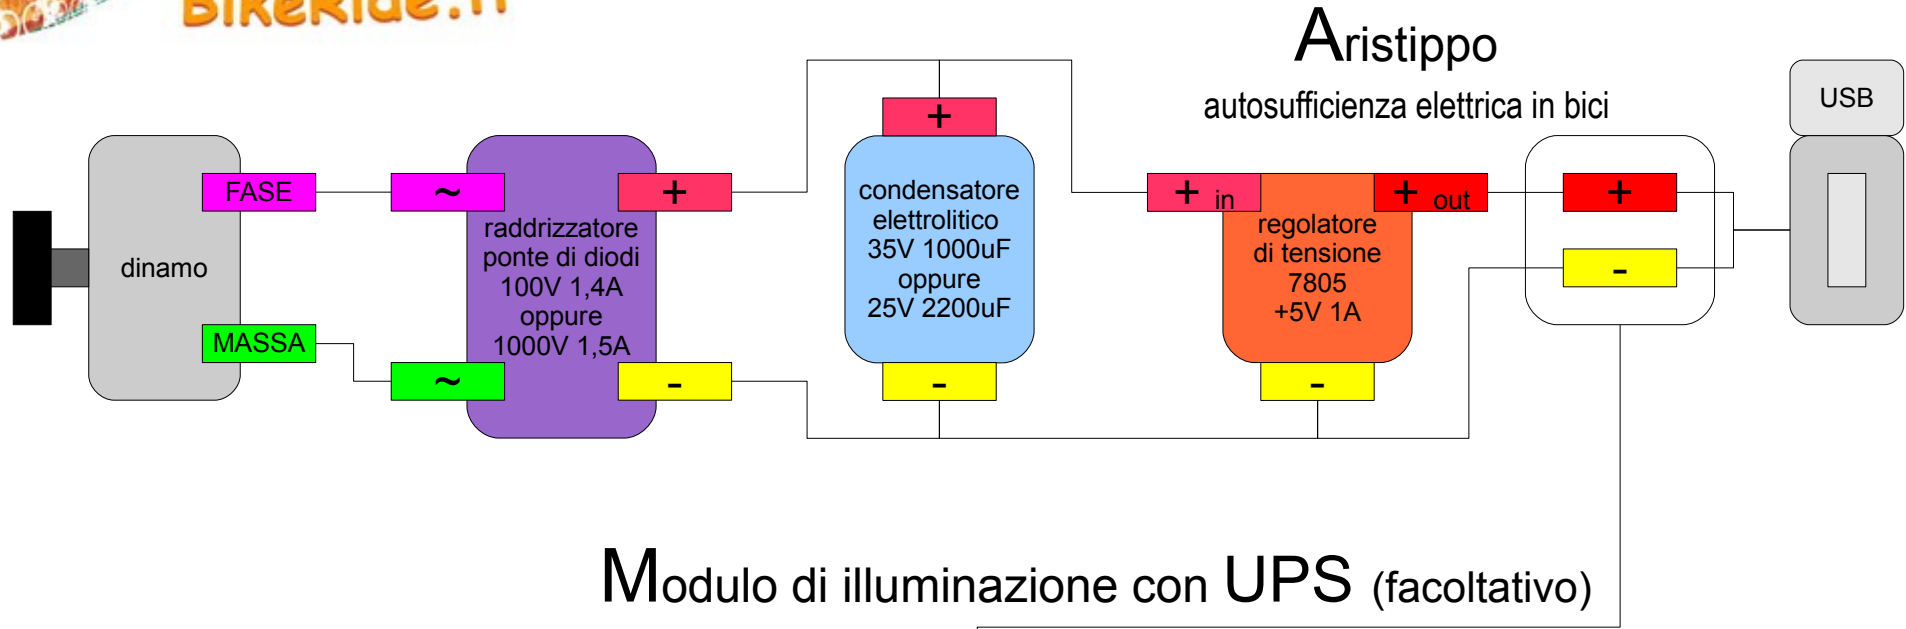 BikeRide.it
Aristippo
autosufficienza elettrica in bici
USB
dinamo
FASE
MASSA
~
~
raddrizzatore
ponte di diodi
100V 1,4A
oppure
1000V 1,5A
+
-
+
condensatore
elettrolitico
35V 1000uF
oppure
25V 2200uF
-
+ in
+ out
regolatore
di tensione
7805
+5V 1A
-
+
-
Modulo di illuminazione con UPS (facoltativo)